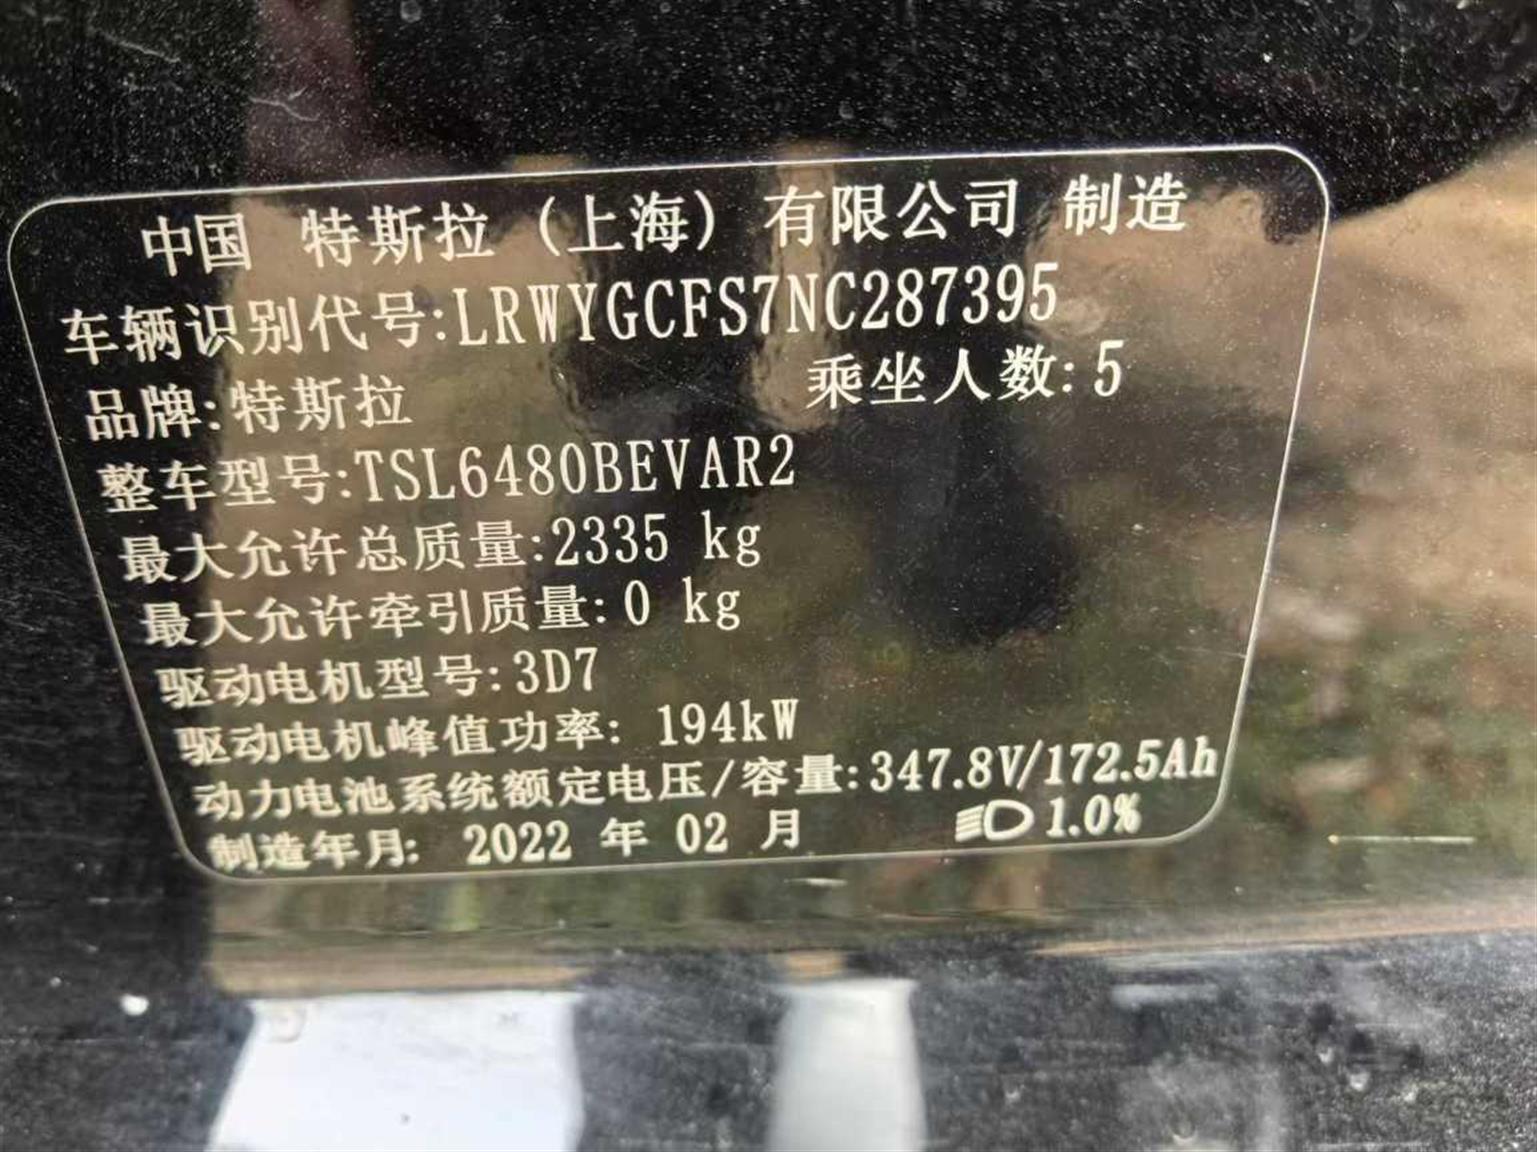 中国 特斯拉 (上海) 有限公司 制造
车辆识别代号:LRWYGCFS7NC287395
品牌:特斯拉 乘坐人数:5
整车型号:TSL6480BEVAR2
最大允许总质量:2335 kg
最大允许牵引质量:0 kg
驱动电机型号:3D7
驱动电机峰值功率: 194kW
动力电池系统额定电压/容量:347.8V/172.5Ah
制造年月: 2022 年 02 月 1.0%